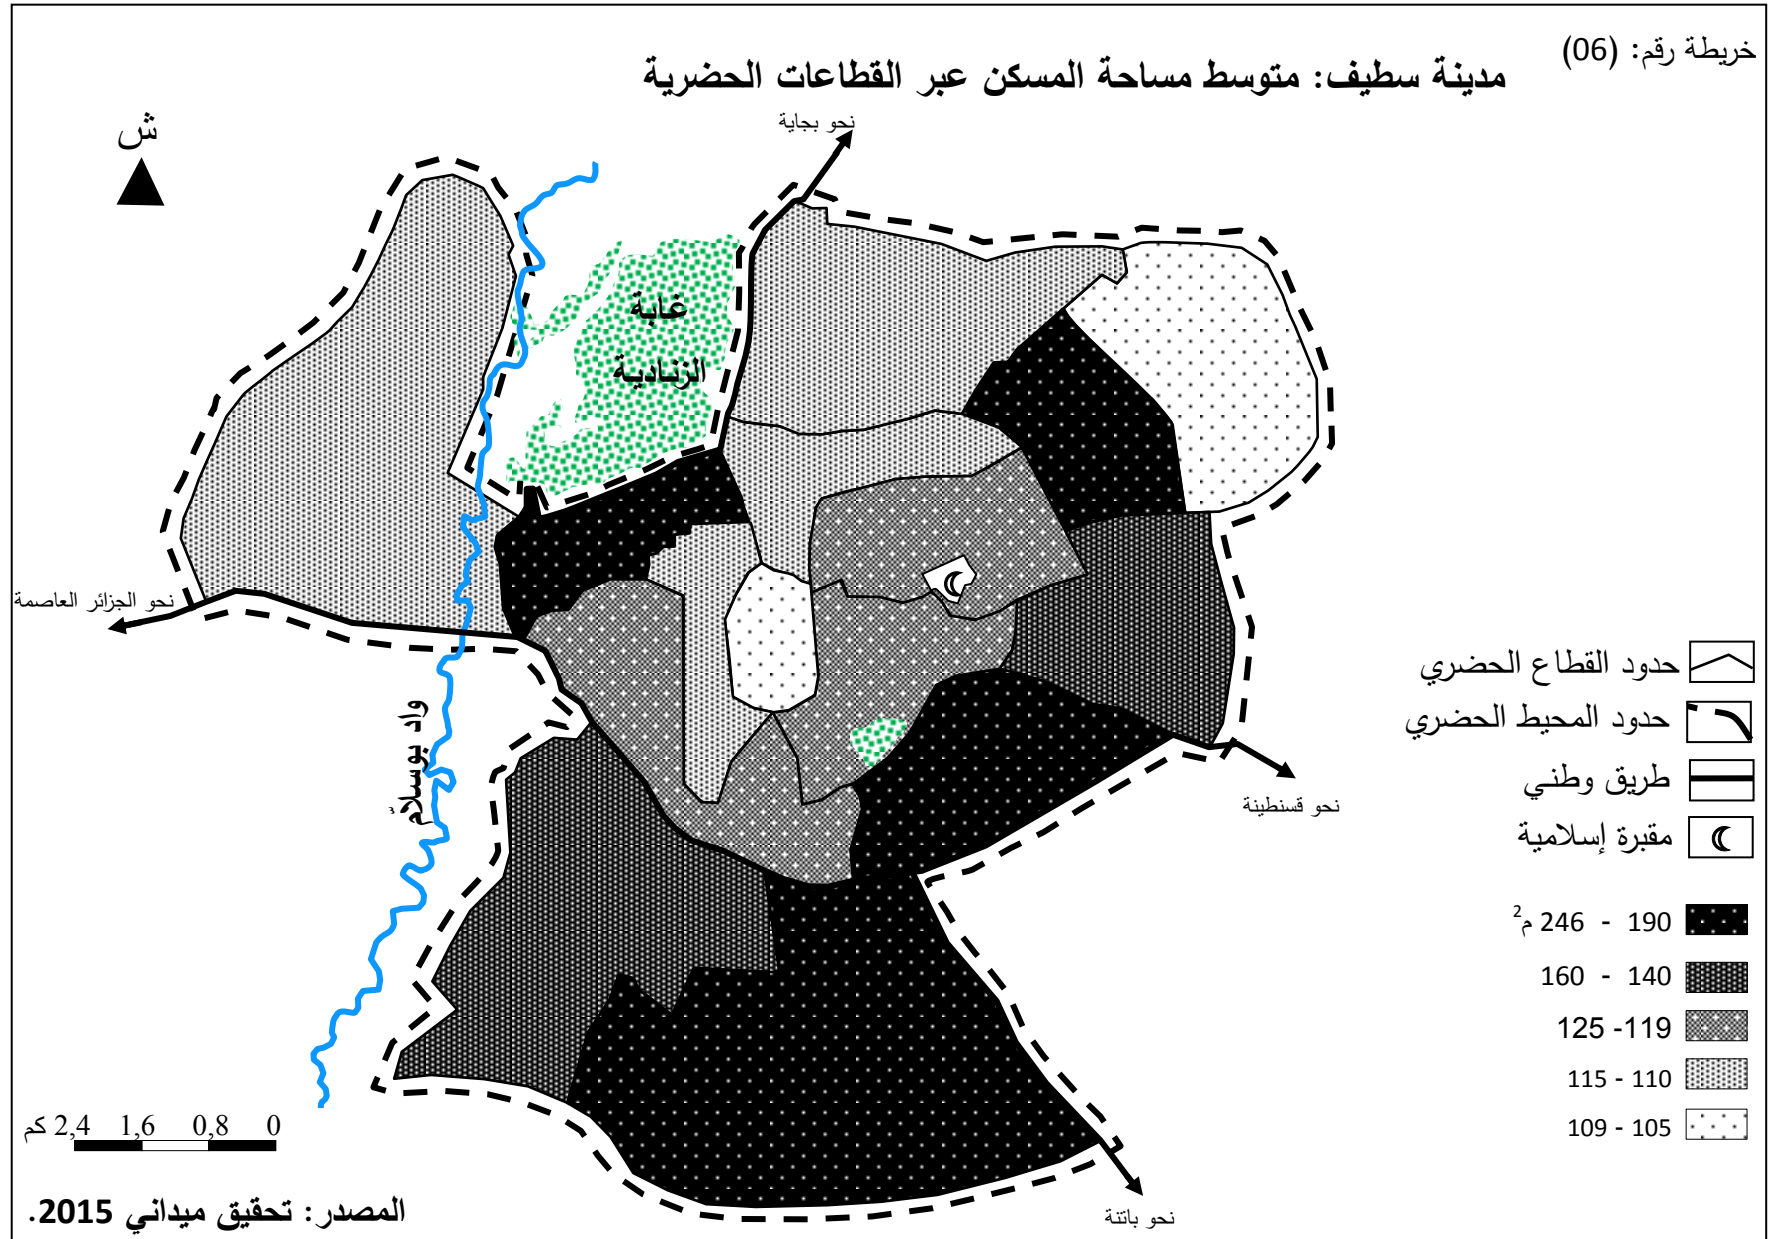 خريطة رقم: (06)
مدينة سطيف: متوسط مساحة المسكن عبر القطاعات الحضرية
نحو بجاية
ش
غابة
الزنادية
نحو الجزائر العاصمة
واد بوسلاّم
نحو قسنطينة
نحو باتنة
حدود القطاع الحضري
حدود المحيط الحضري
طريق وطني
مقبرة إسلامية
190 - 246 م²
140 - 160
119- 125
110 - 115
105 - 109
0 0,8 1,6 2,4 كم
المصدر: تحقيق ميداني 2015.